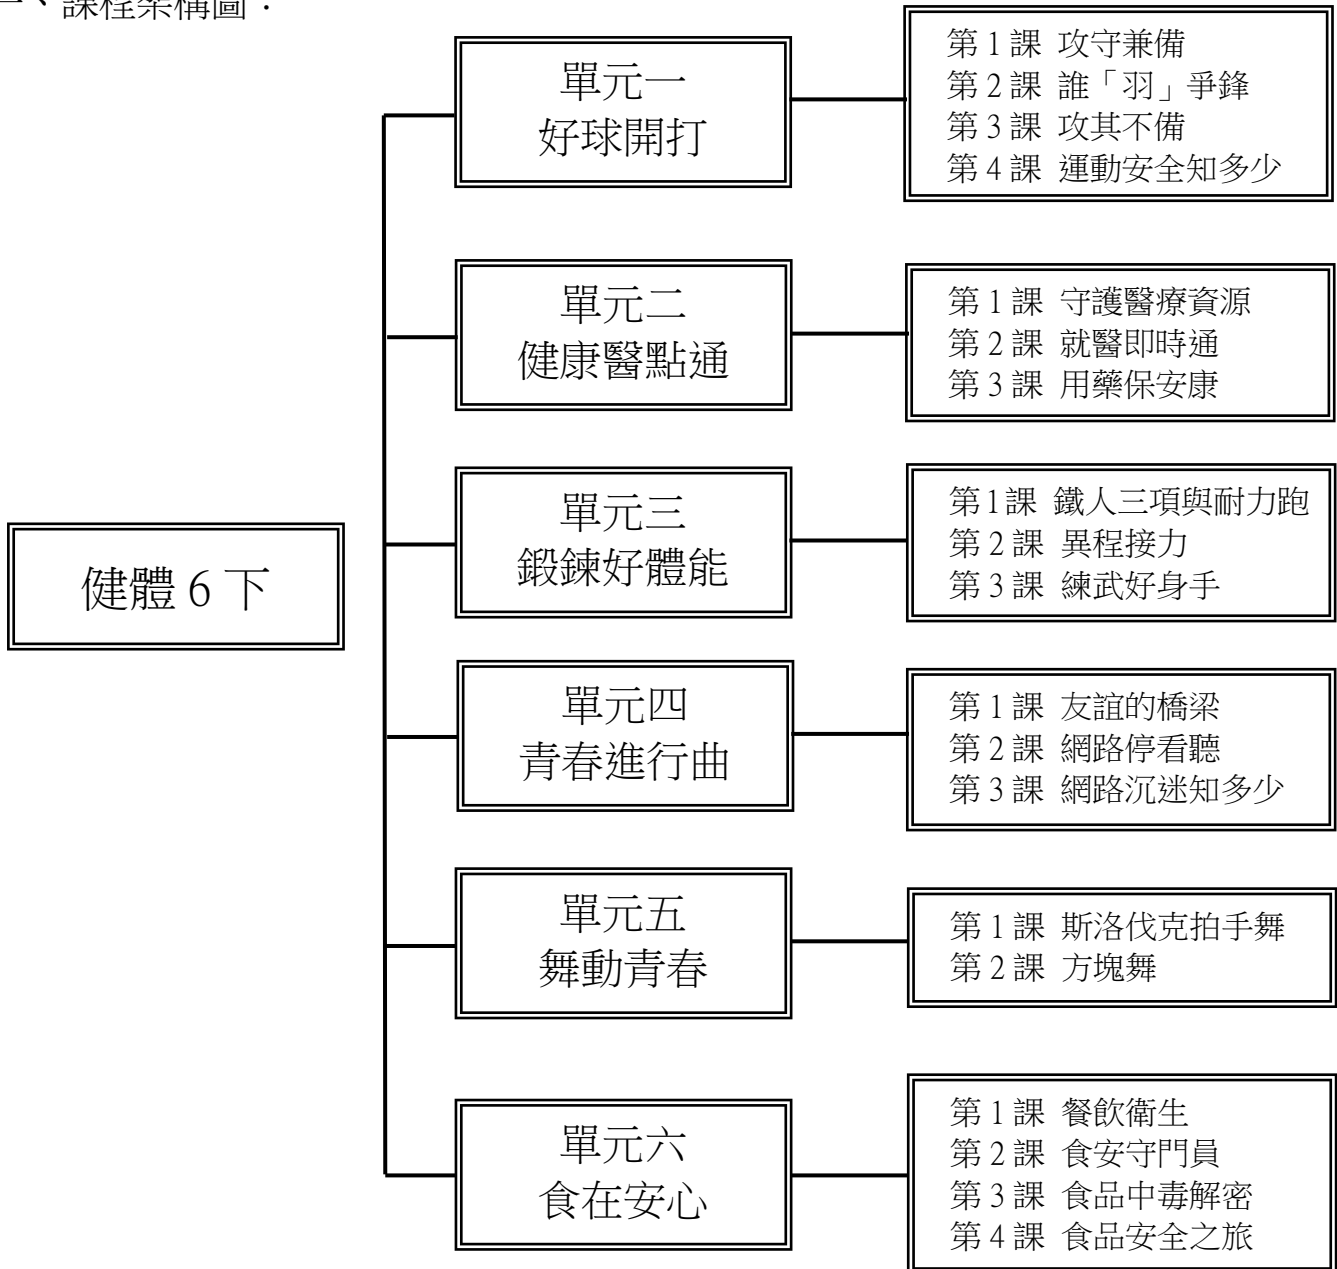 、課程架構圖：
健體 6 下
單元一
好球開打
第 1 課 攻守兼備
第 2 課 誰「羽」爭鋒
第 3 課 攻其不備
第 4 課 運動安全知多少
單元二
健康醫點通
第 1 課 守護醫療資源
第 2 課 就醫即時通
第 3 課 用藥保安康
單元三
鍛鍊好體能
第 1 課 鐵人三項與耐力跑
第 2 課 異程接力
第 3 課 練武好身手
單元四
青春進行曲
第 1 課 友誼的橋梁
第 2 課 網路停看聽
第 3 課 網路沉迷知多少
單元五
舞動青春
第 1 課 斯洛伐克拍手舞
第 2 課 方塊舞
單元六
食在安心
第 1 課 餐飲衛生
第 2 課 食安守門員
第 3 課 食品中毒解密
第 4 課 食品安全之旅